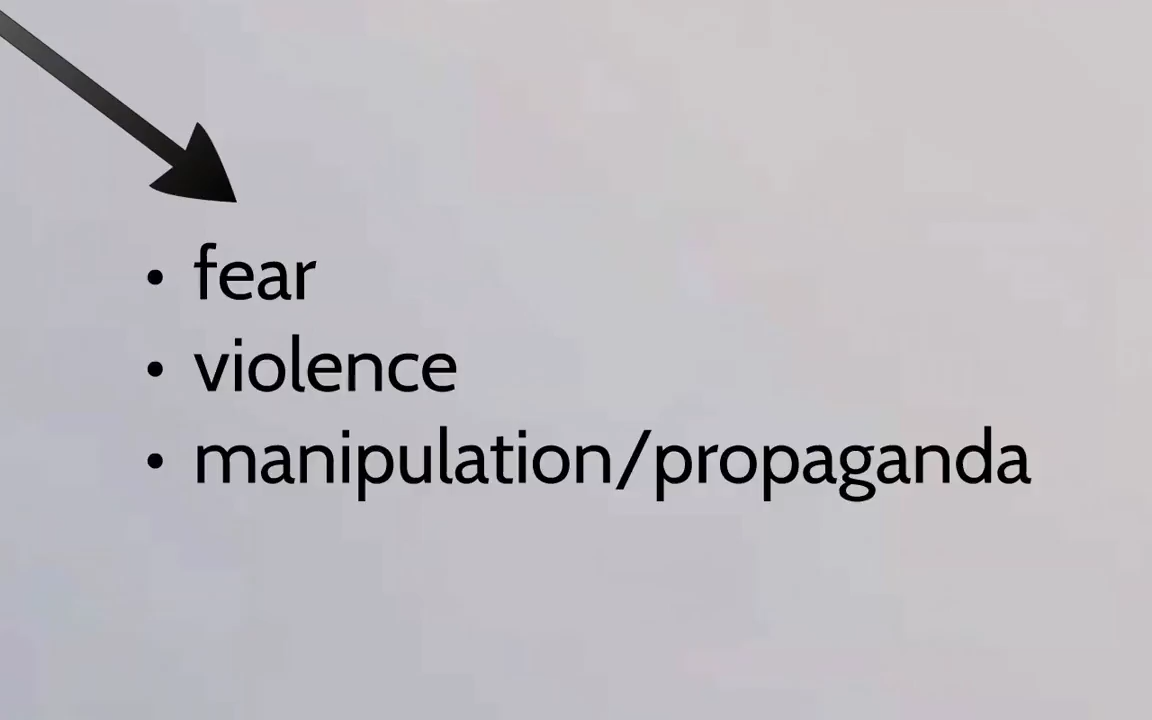 • fear
• violence
• manipulation/propaganda